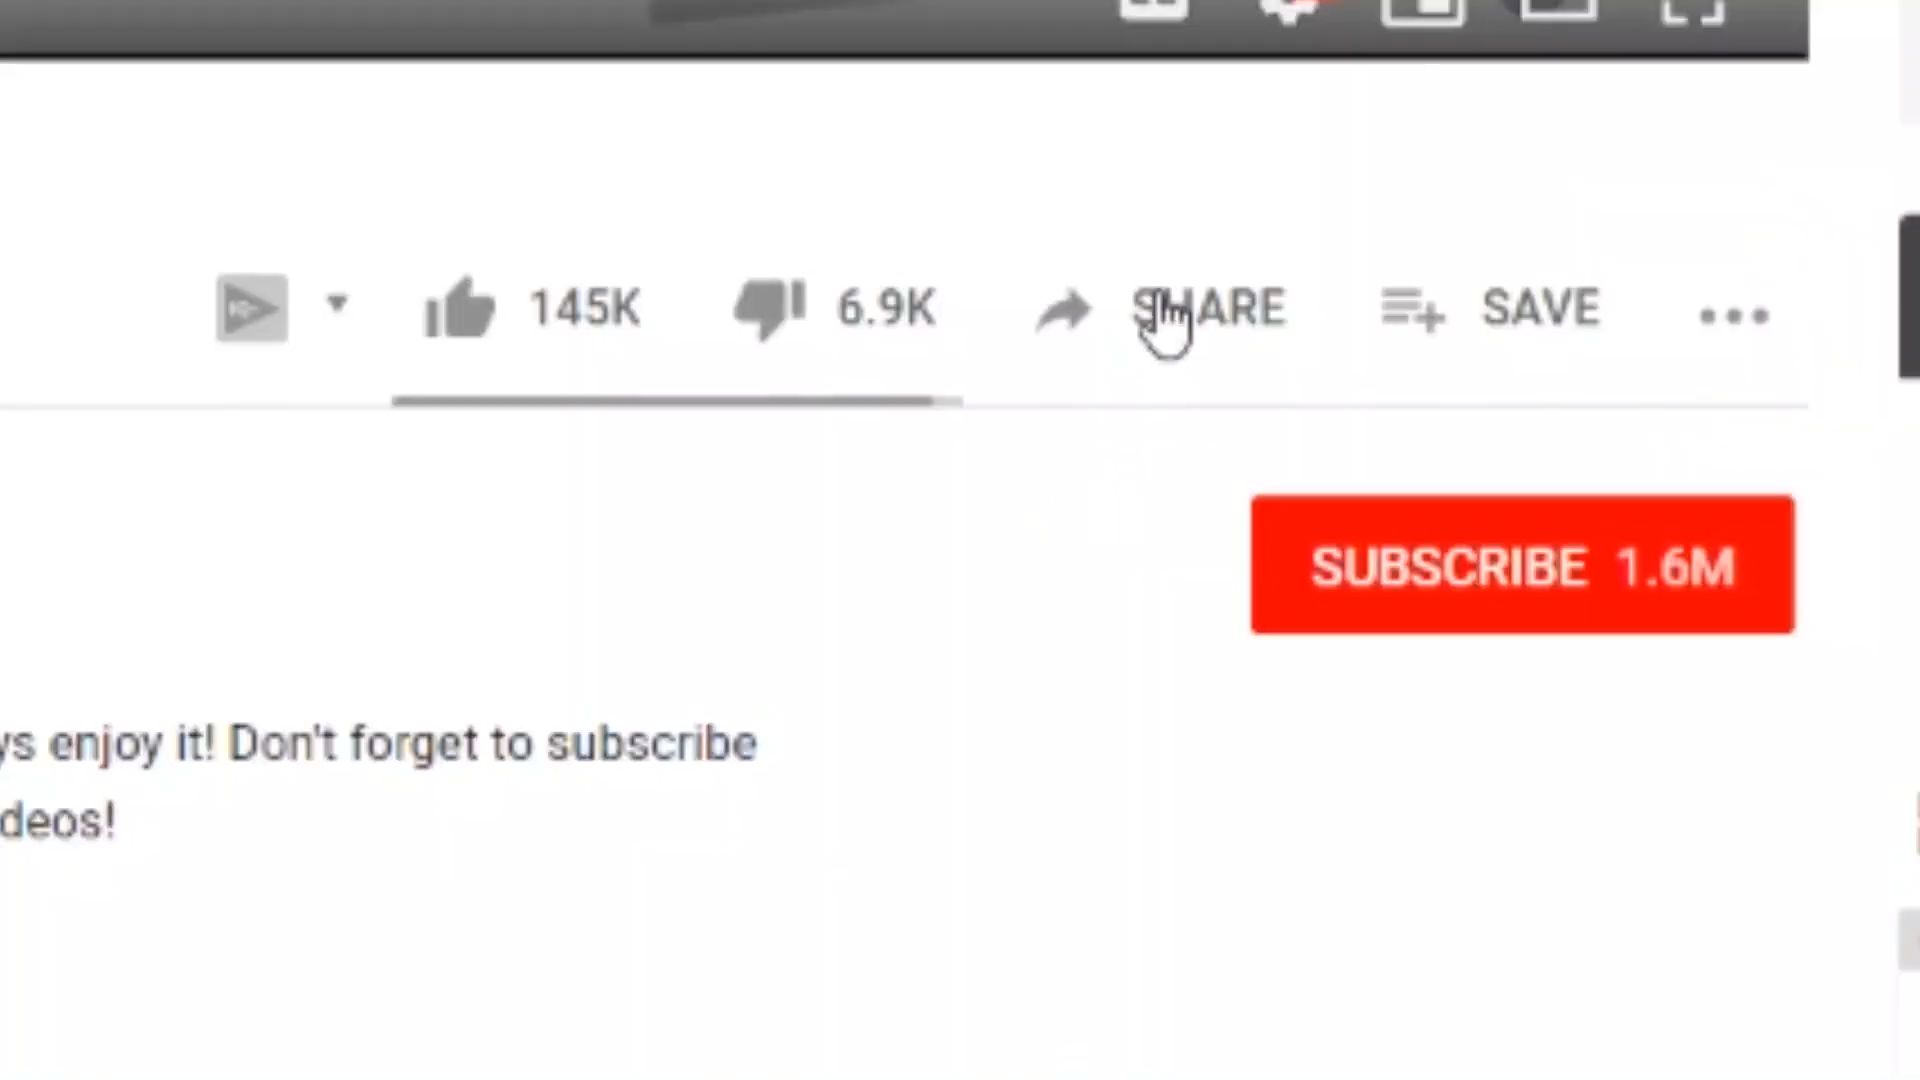 145K 6.9K SHARE SAVE
SUBSCRIBE 1.6M
ys enjoy it! Don't forget to subscribe
deos!